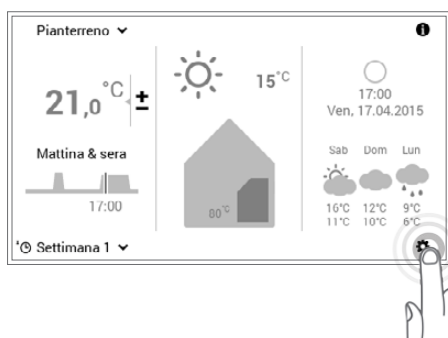 Pianterreno
21,0°C ±
Mattina & sera
17:00
Settimana 1
15°C
80°C
17:00
Ven, 17.04.2015
Sab Dom Lun
16°C 12°C 9°C
11°C 10°C 6°C